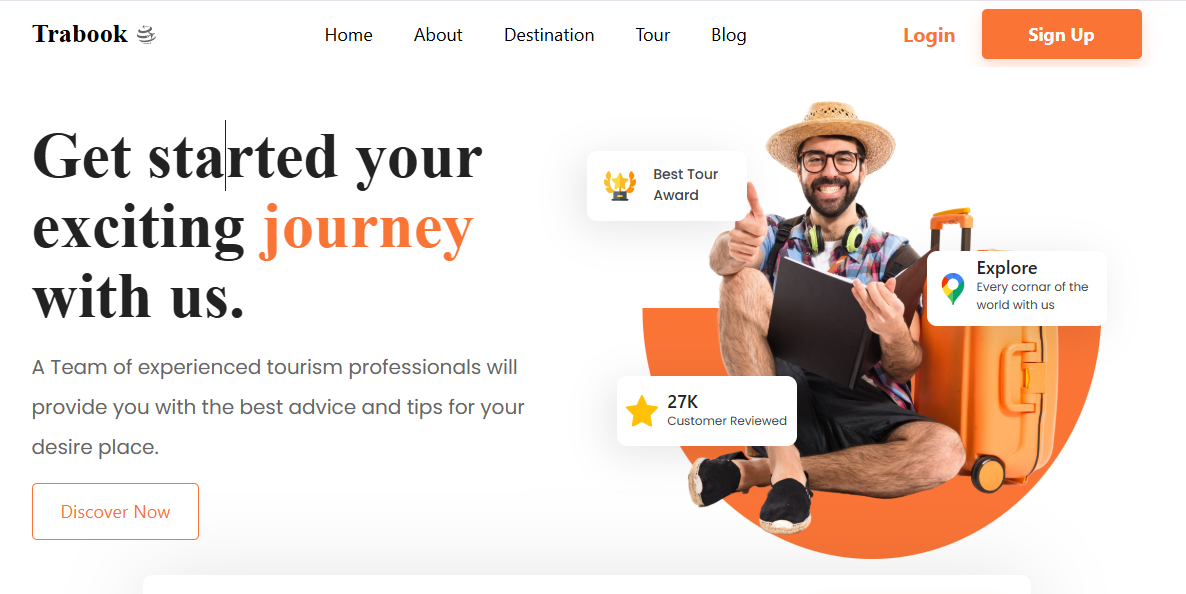 Trabook
Home About Destination Tour Blog
Login
Sign Up
Get started your
exciting journey
with us.
A Team of experienced tourism professionals will
provide you with the best advice and tips for your
desire place.
Discover Now
Best Tour
Award
Explore
Every cornar of the
world with us
27K
Customer Reviewed